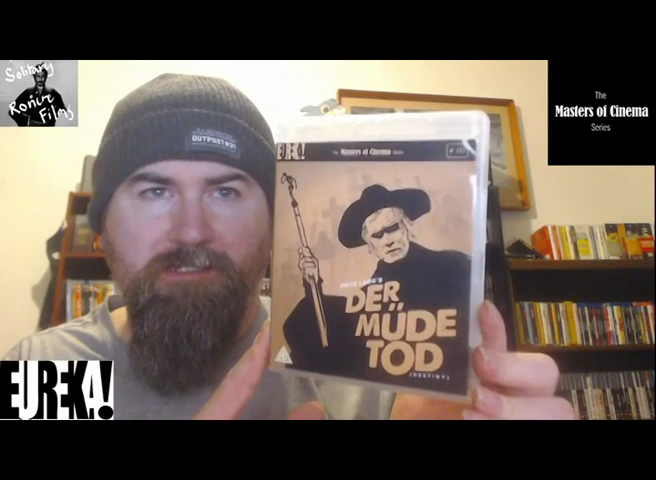 Solitary
Ronin
Films
The
Masters of Cinema
Series
OUTPOST#31
EUREKA!
The Masters of Cinema Series
FRITZ LANG'S
DER
MÜDE
TOD
(DESTINY)
EUREKA!